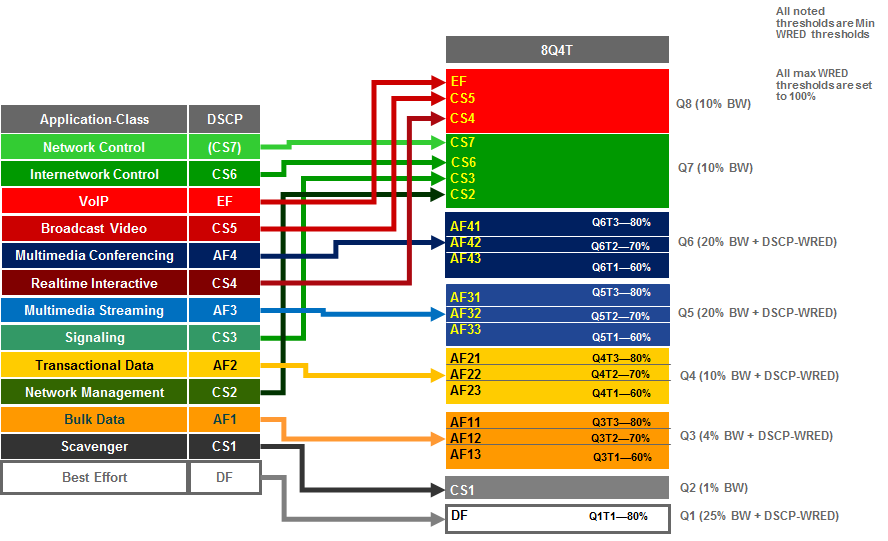 All noted
thresholds are Min
WRED thresholds
8Q4T
All max WRED
thresholds are set
to 100%
EF
CS5
CS4
Q8 (10% BW)
Application-Class DSCP
Network Control (CS7)
Internetwork Control CS6
VoIP EF
Broadcast Video CS5
Multimedia Conferencing AF4
Realtime Interactive CS4
Multimedia Streaming AF3
Signaling CS3
Transactional Data AF2
Network Management CS2
Bulk Data AF1
Scavenger CS1
Best Effort DF
CS7
CS6
CS3
CS2
Q7 (10% BW)
AF41 Q6T3—80%
AF42 Q6T2—70%
AF43 Q6T1—60%
Q6 (20% BW + DSCP-WRED)
AF31 Q5T3—80%
AF32 Q5T2—70%
AF33 Q5T1—60%
Q5 (20% BW + DSCP-WRED)
AF21 Q4T3—80%
AF22 Q4T2—70%
AF23 Q4T1—60%
Q4 (10% BW + DSCP-WRED)
AF11 Q3T3—80%
AF12 Q3T2—70%
AF13 Q3T1—60%
Q3 (4% BW + DSCP-WRED)
CS1
Q2 (1% BW)
DF Q1T1—80%
Q1 (25% BW + DSCP-WRED)